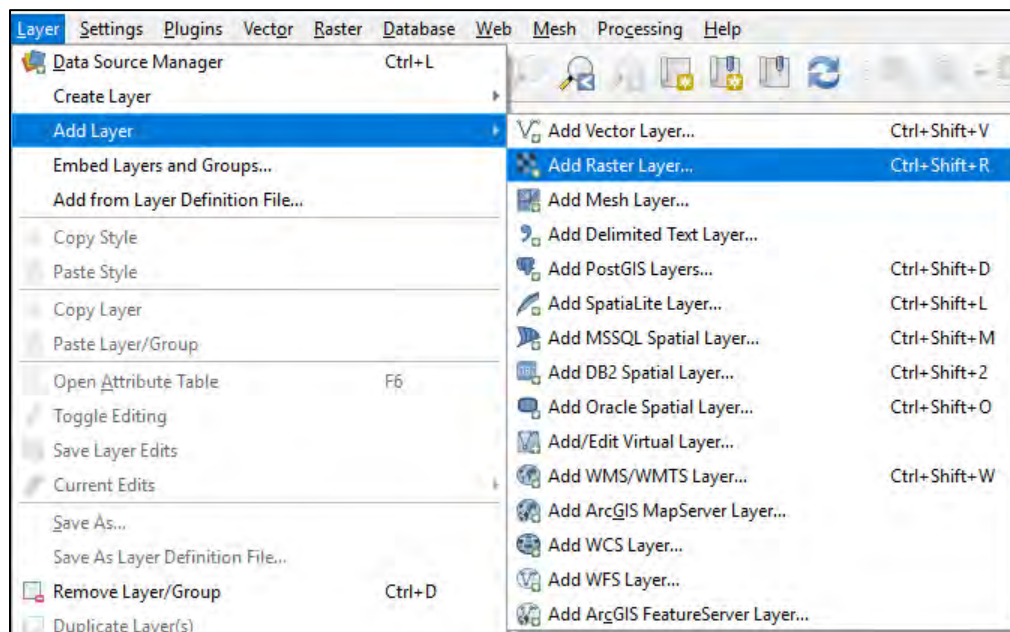 Layer Settings Plugins Vector Raster Database Web Mesh Processing Help
Data Source Manager Ctrl+L
Create Layer
Add Layer
Embed Layers and Groups...
Add from Layer Definition File...
Copy Style
Paste Style
Copy Layer
Paste Layer/Group
Open Attribute Table F6
Toggle Editing
Save Layer Edits
Current Edits
Save As...
Save As Layer Definition File...
Remove Layer/Group Ctrl+D
Duplicate Layer(s)
Add Vector Layer... Ctrl+Shift+V
Add Raster Layer... Ctrl+Shift+R
Add Mesh Layer...
Add Delimited Text Layer...
Add PostGIS Layers... Ctrl+Shift+D
Add SpatiaLite Layer... Ctrl+Shift+L
Add MSSQL Spatial Layer... Ctrl+Shift+M
Add DB2 Spatial Layer... Ctrl+Shift+2
Add Oracle Spatial Layer... Ctrl+Shift+O
Add/Edit Virtual Layer...
Add WMS/WMTS Layer... Ctrl+Shift+W
Add ArcGIS MapServer Layer...
Add WCS Layer...
Add WFS Layer...
Add ArcGIS FeatureServer Layer...